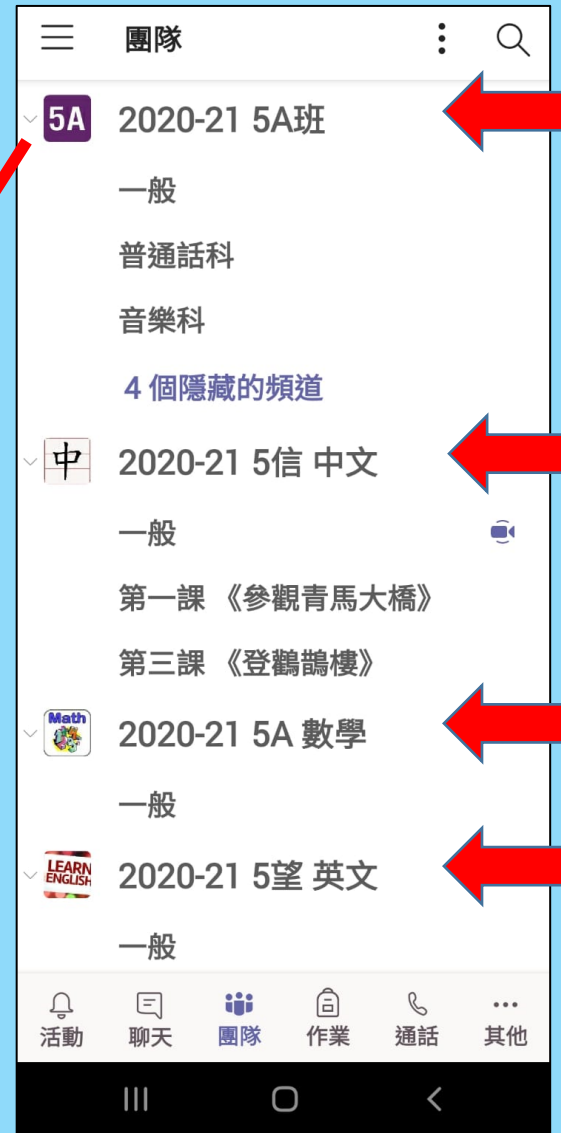 團隊
5A 2020-21 5A班
一般
普通話科
音樂科
4 個隱藏的頻道
中 2020-21 5信 中文
一般
第一課 《參觀青馬大橋》
第三課 《登鸛鵲樓》
Math 2020-21 5A 數學
一般
LEARN ENGLISH 2020-21 5望 英文
一般
活動 聊天 團隊 作業 通話 其他